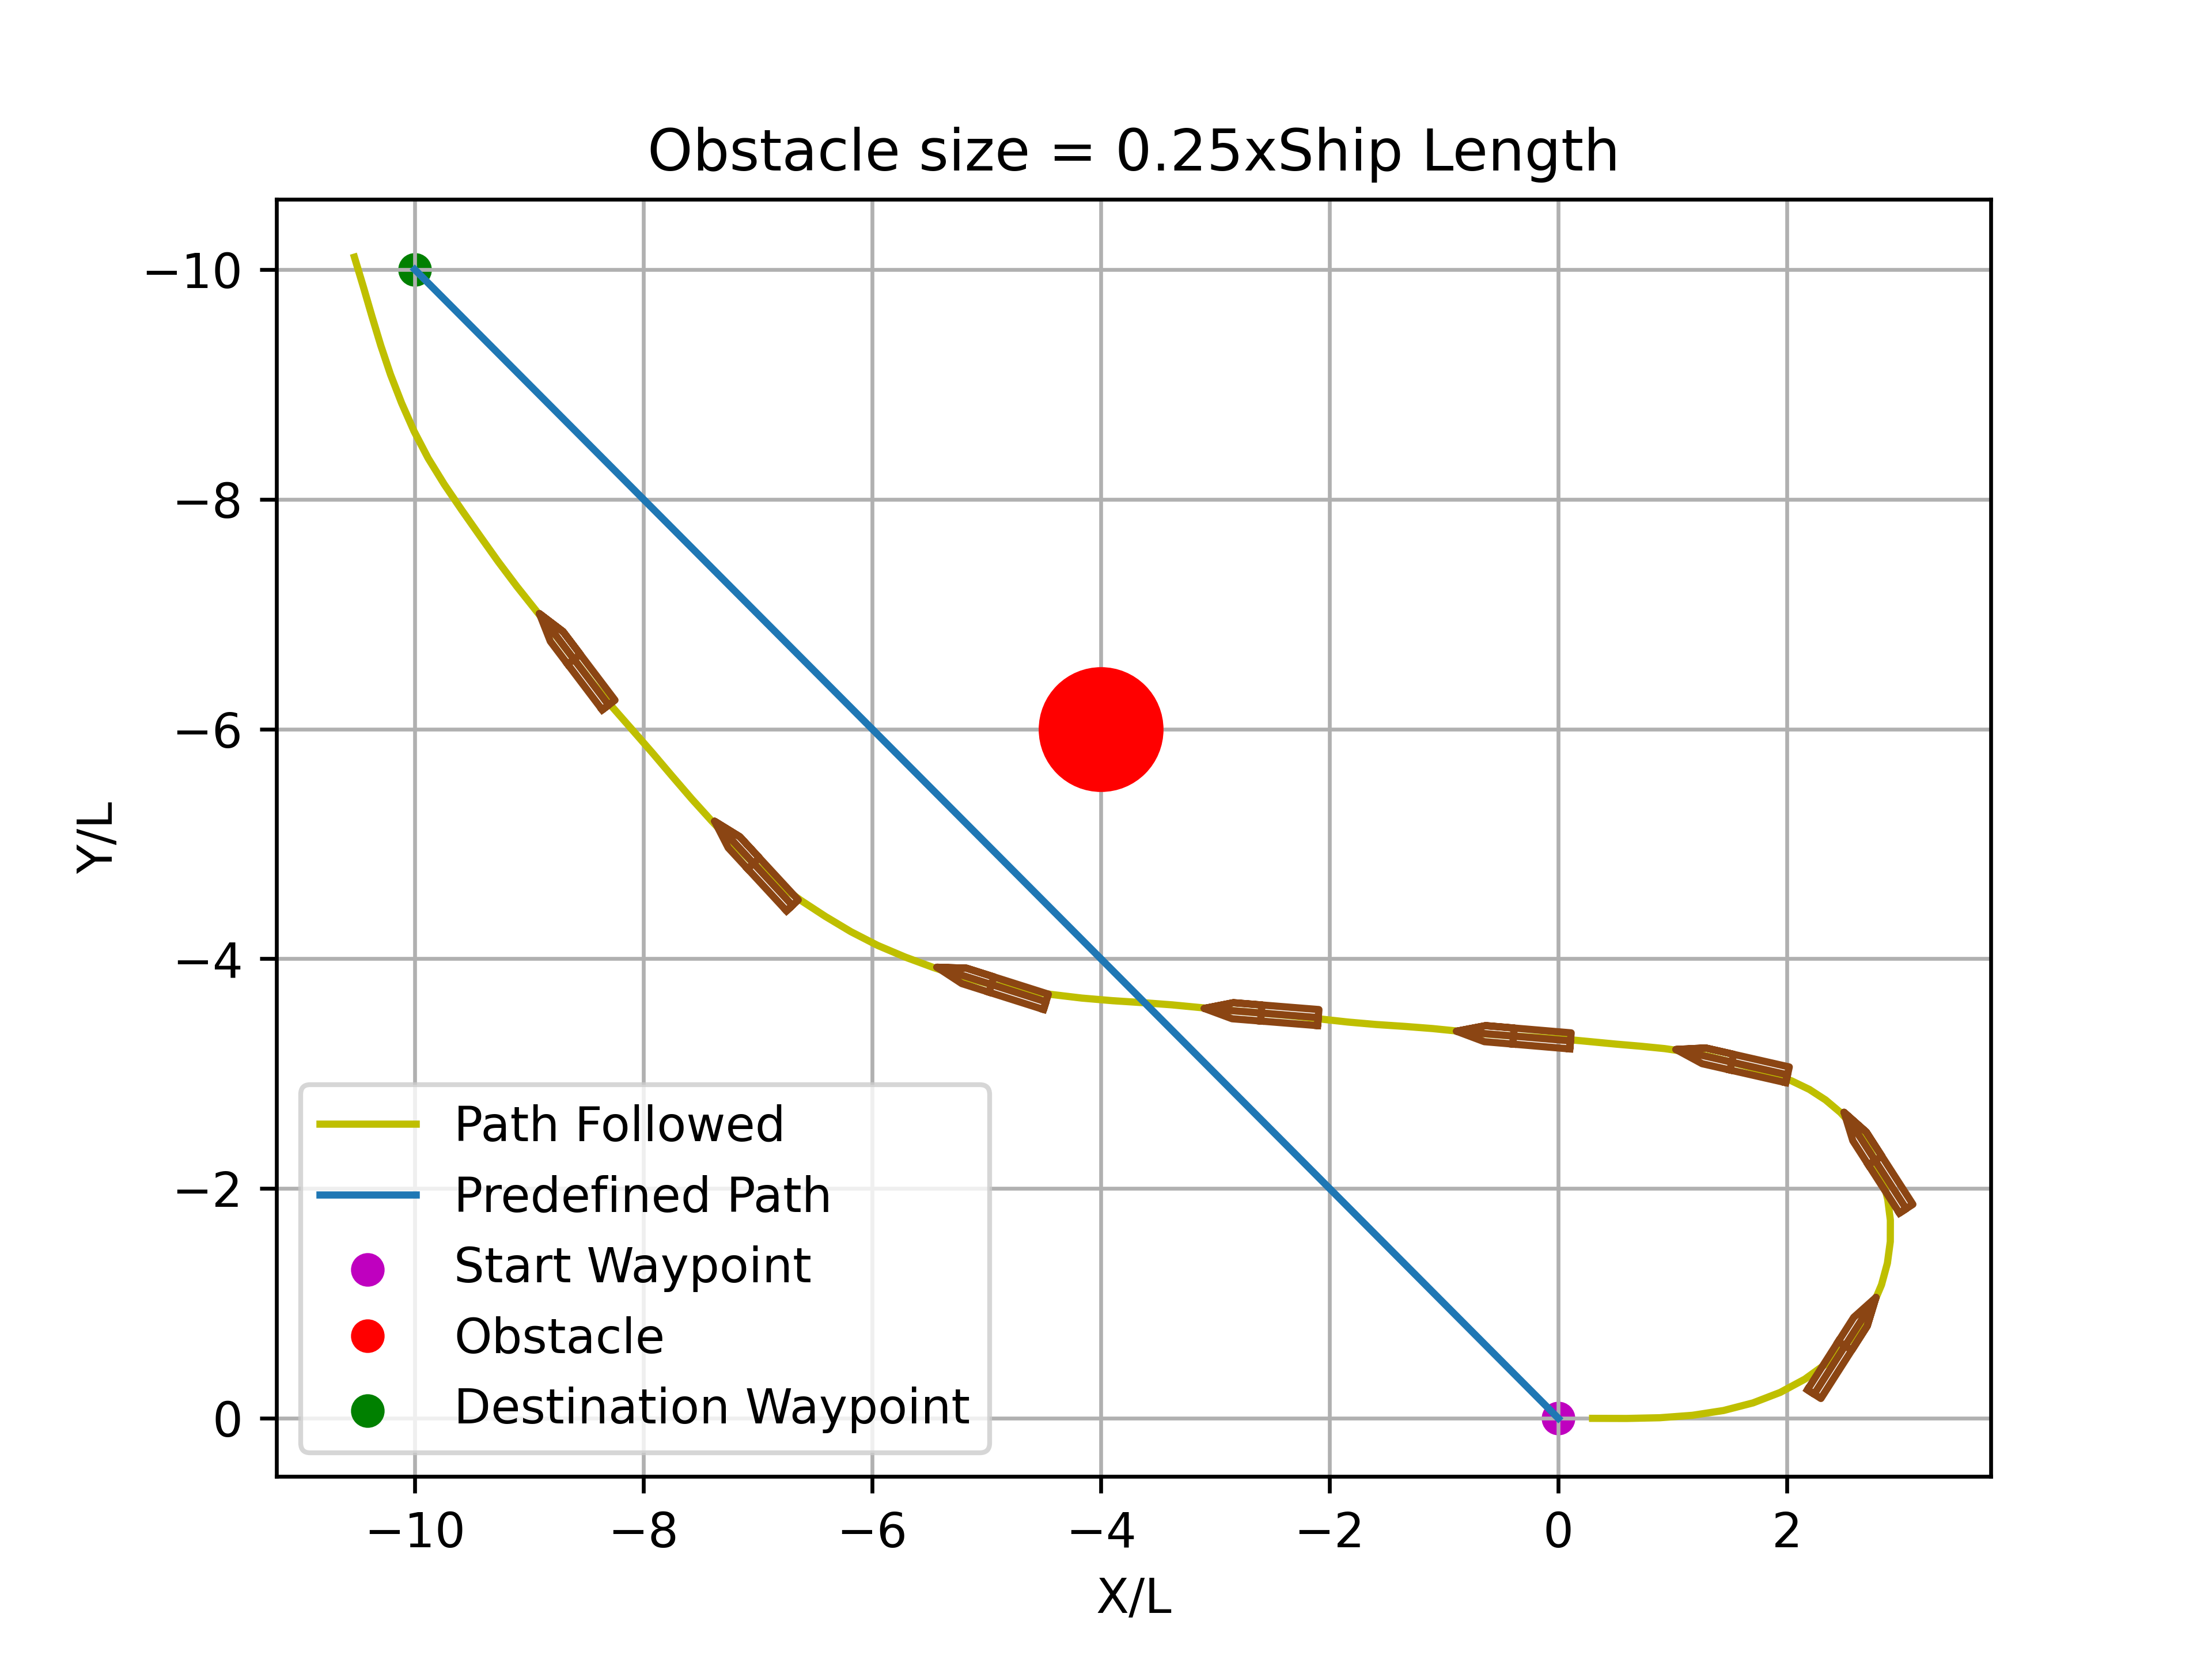 Obstacle size = 0.25xShip Length
−10
−8
−6
−4
−2
0
Y/L
Path Followed
Predefined Path
Start Waypoint
Obstacle
Destination Waypoint
−10 −8 −6 −4 −2 0 2
X/L